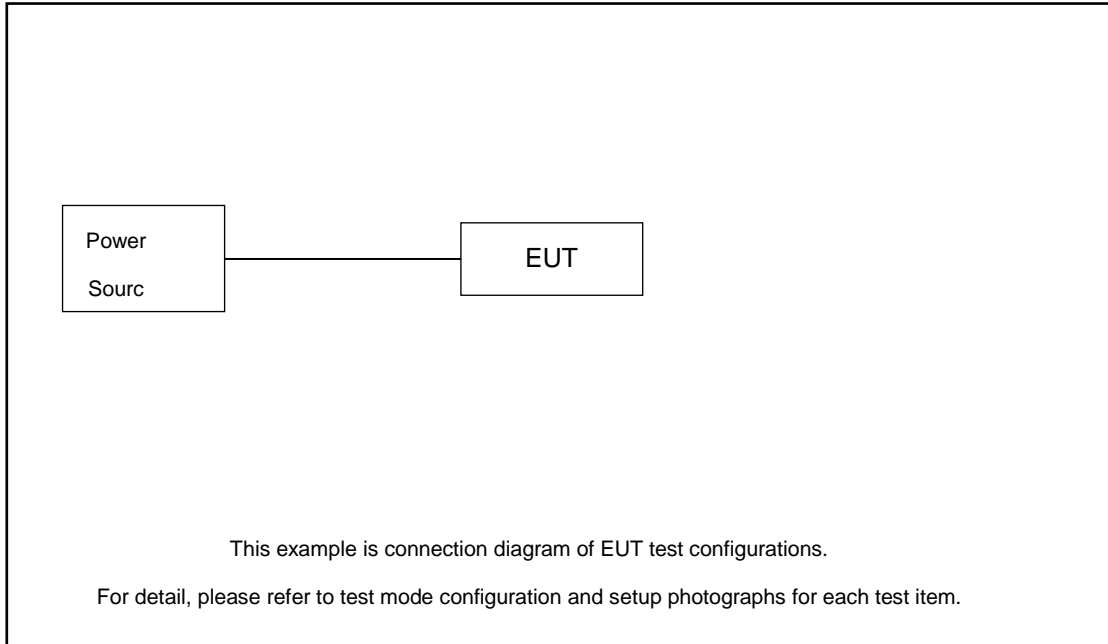 Power
Sourc
EUT
This example is connection diagram of EUT test configurations.
For detail, please refer to test mode configuration and setup photographs for each test item.